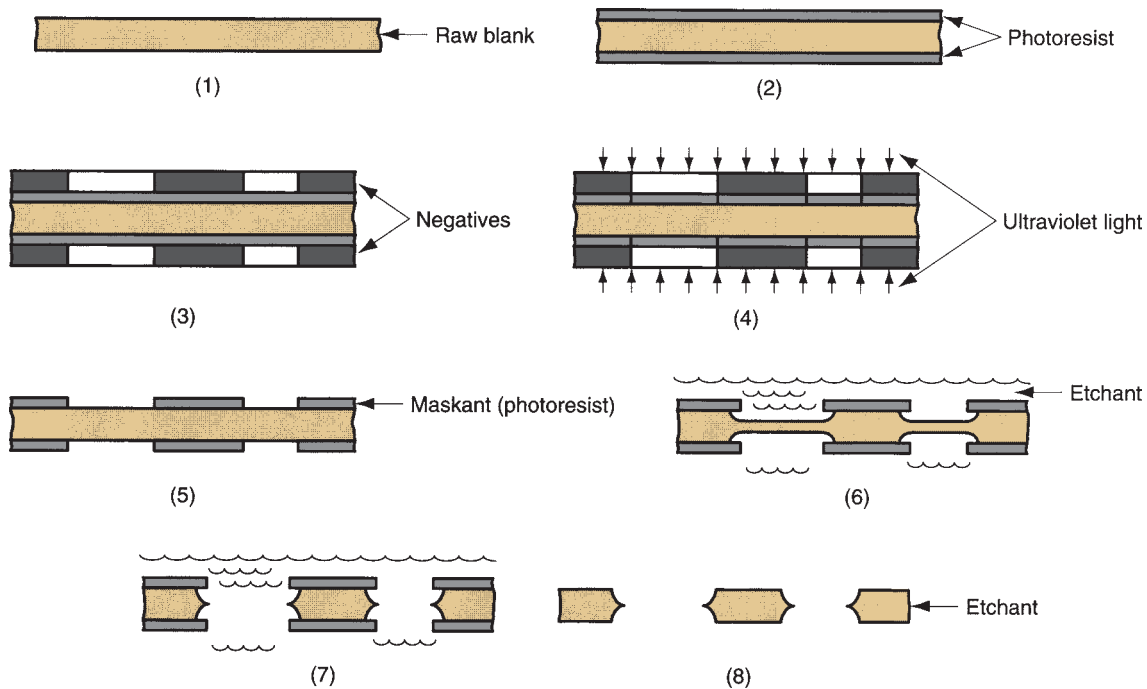 Raw blank
(1)
Photoresist
(2)
Negatives
(3)
Ultraviolet light
(4)
Maskant (photoresist)
(5)
Etchant
(6)
(7)
Etchant
(8)